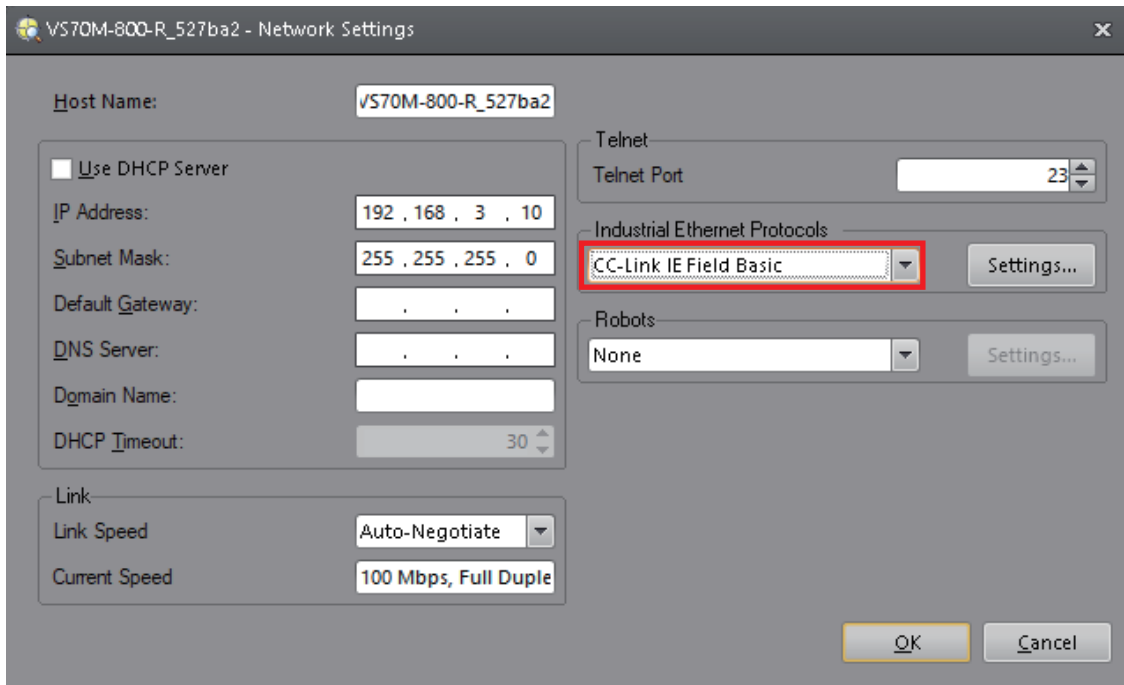 VS70M-800-R_527ba2 - Network Settings
Host Name: VS70M-800-R_527ba2
Use DHCP Server
IP Address: 192 . 168 . 3 . 10
Subnet Mask: 255 . 255 . 255 . 0
Default Gateway: . . .
DNS Server: . . .
Domain Name:
DHCP Timeout: 30
Link
Link Speed Auto-Negotiate
Current Speed 100 Mbps, Full Duple
Telnet
Telnet Port 23
Industrial Ethernet Protocols
CC-Link IE Field Basic Settings...
Robots
None Settings...
OK Cancel